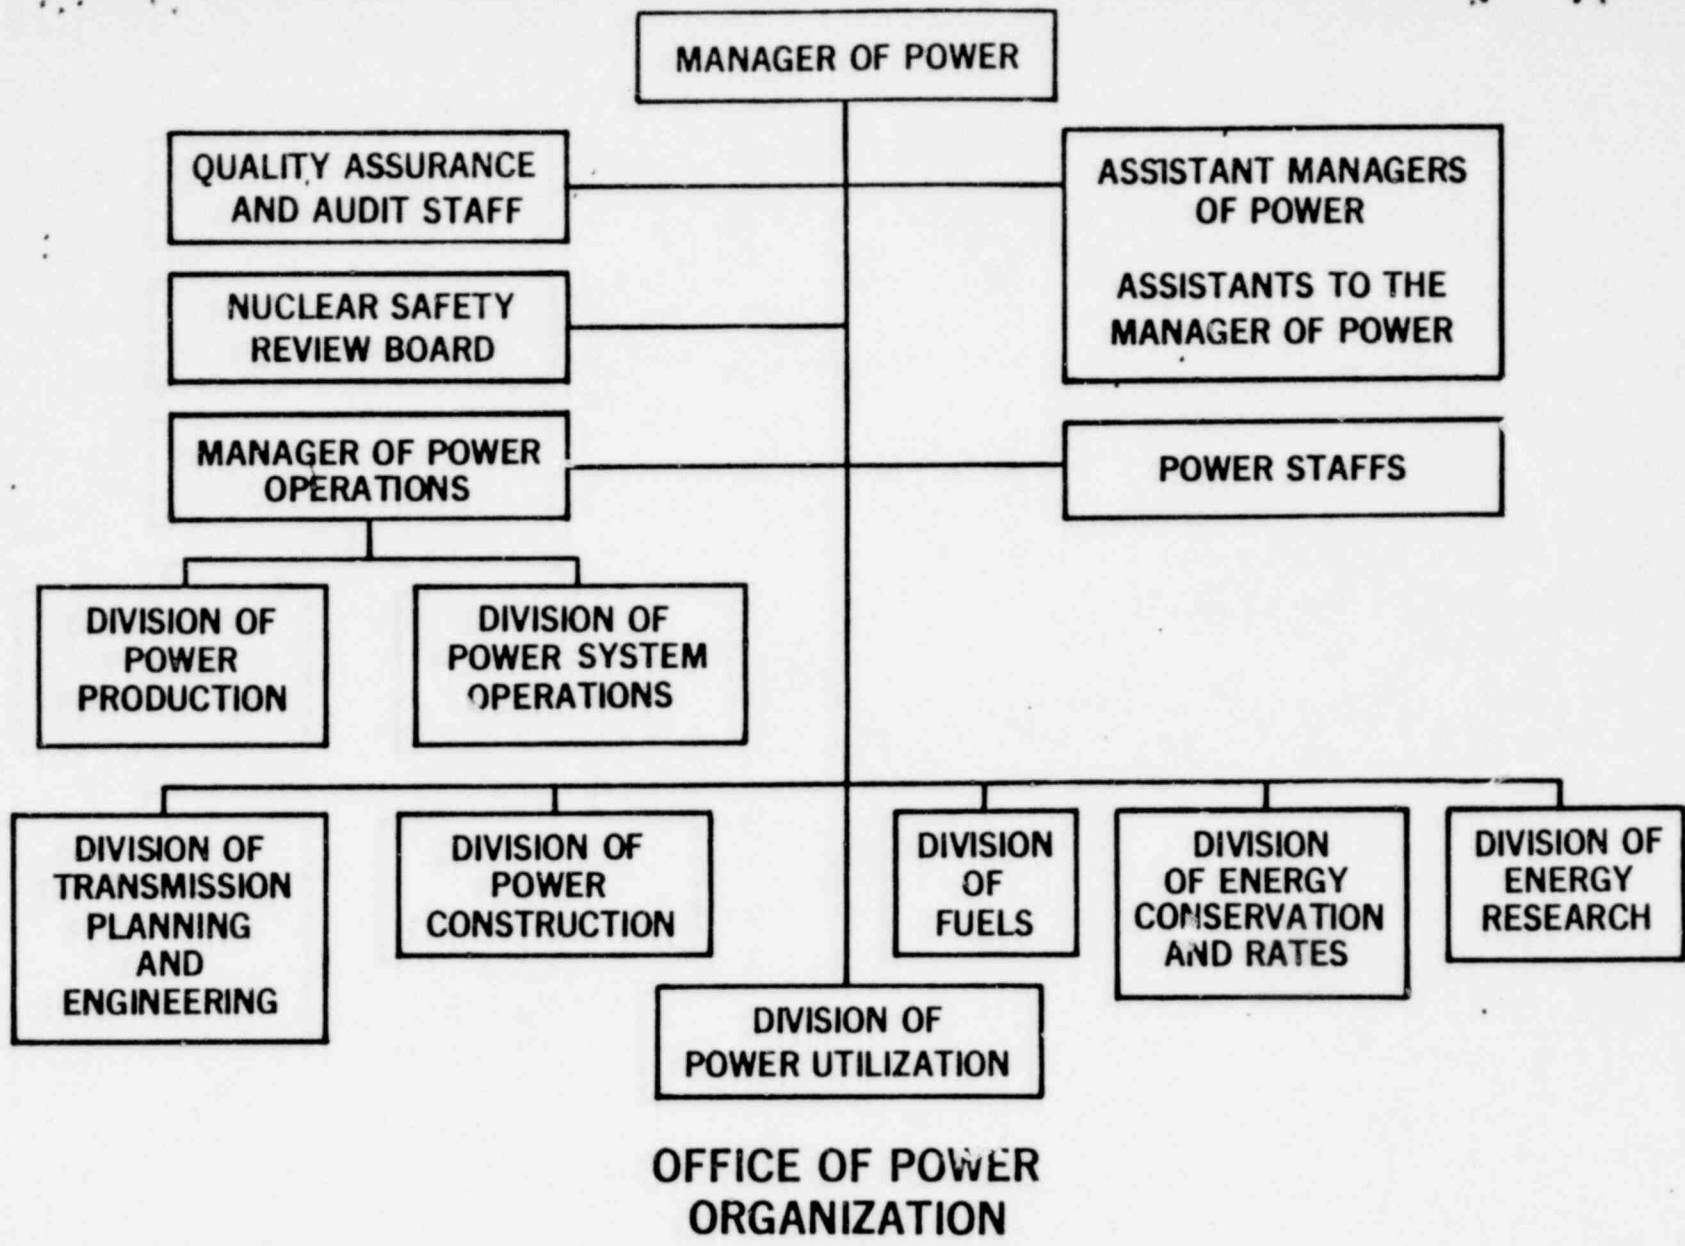 MANAGER OF POWER
QUALITY ASSURANCE
AND AUDIT STAFF
ASSISTANT MANAGERS
OF POWER
ASSISTANTS TO THE
MANAGER OF POWER
NUCLEAR SAFETY
REVIEW BOARD
MANAGER OF POWER
OPERATIONS
POWER STAFFS
DIVISION OF
POWER
PRODUCTION
DIVISION OF
POWER SYSTEM
OPERATIONS
DIVISION OF
TRANSMISSION
PLANNING
AND
ENGINEERING
DIVISION OF
POWER
CONSTRUCTION
DIVISION
OF
FUELS
DIVISION
OF ENERGY
CONSERVATION
AND RATES
DIVISION OF
ENERGY
RESEARCH
DIVISION OF
POWER UTILIZATION
OFFICE OF POWER
ORGANIZATION